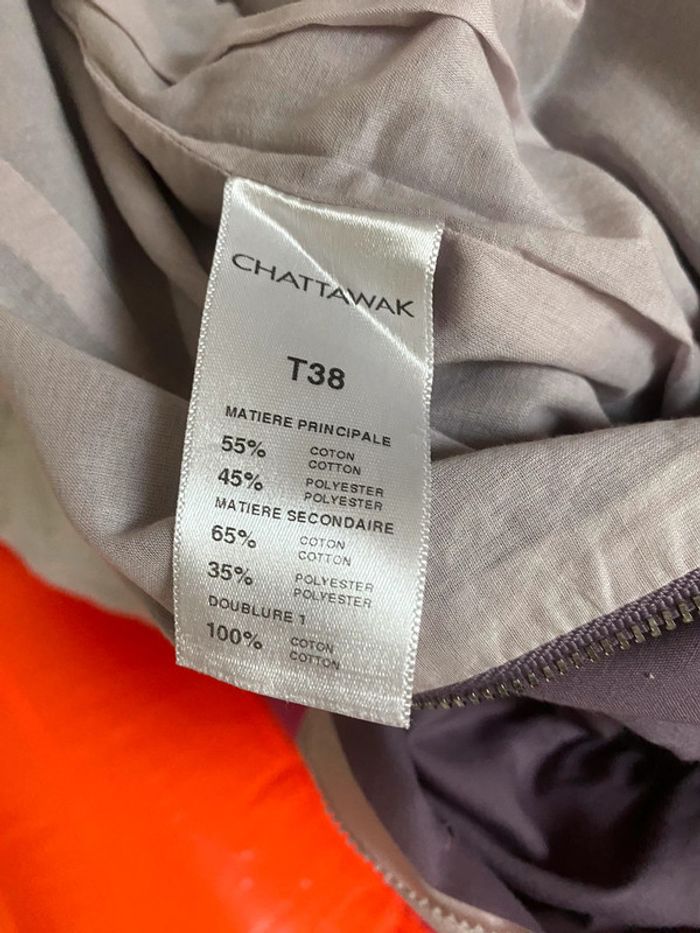 CHATTAWAK
T38
MATIERE PRINCIPALE
55% COTON
COTTON
45% POLYESTER
POLYESTER
MATIERE SECONDAIRE
65% COTON
COTTON
35% POLYESTER
POLYESTER
DOUBLURE 1
100% COTON
COTTON